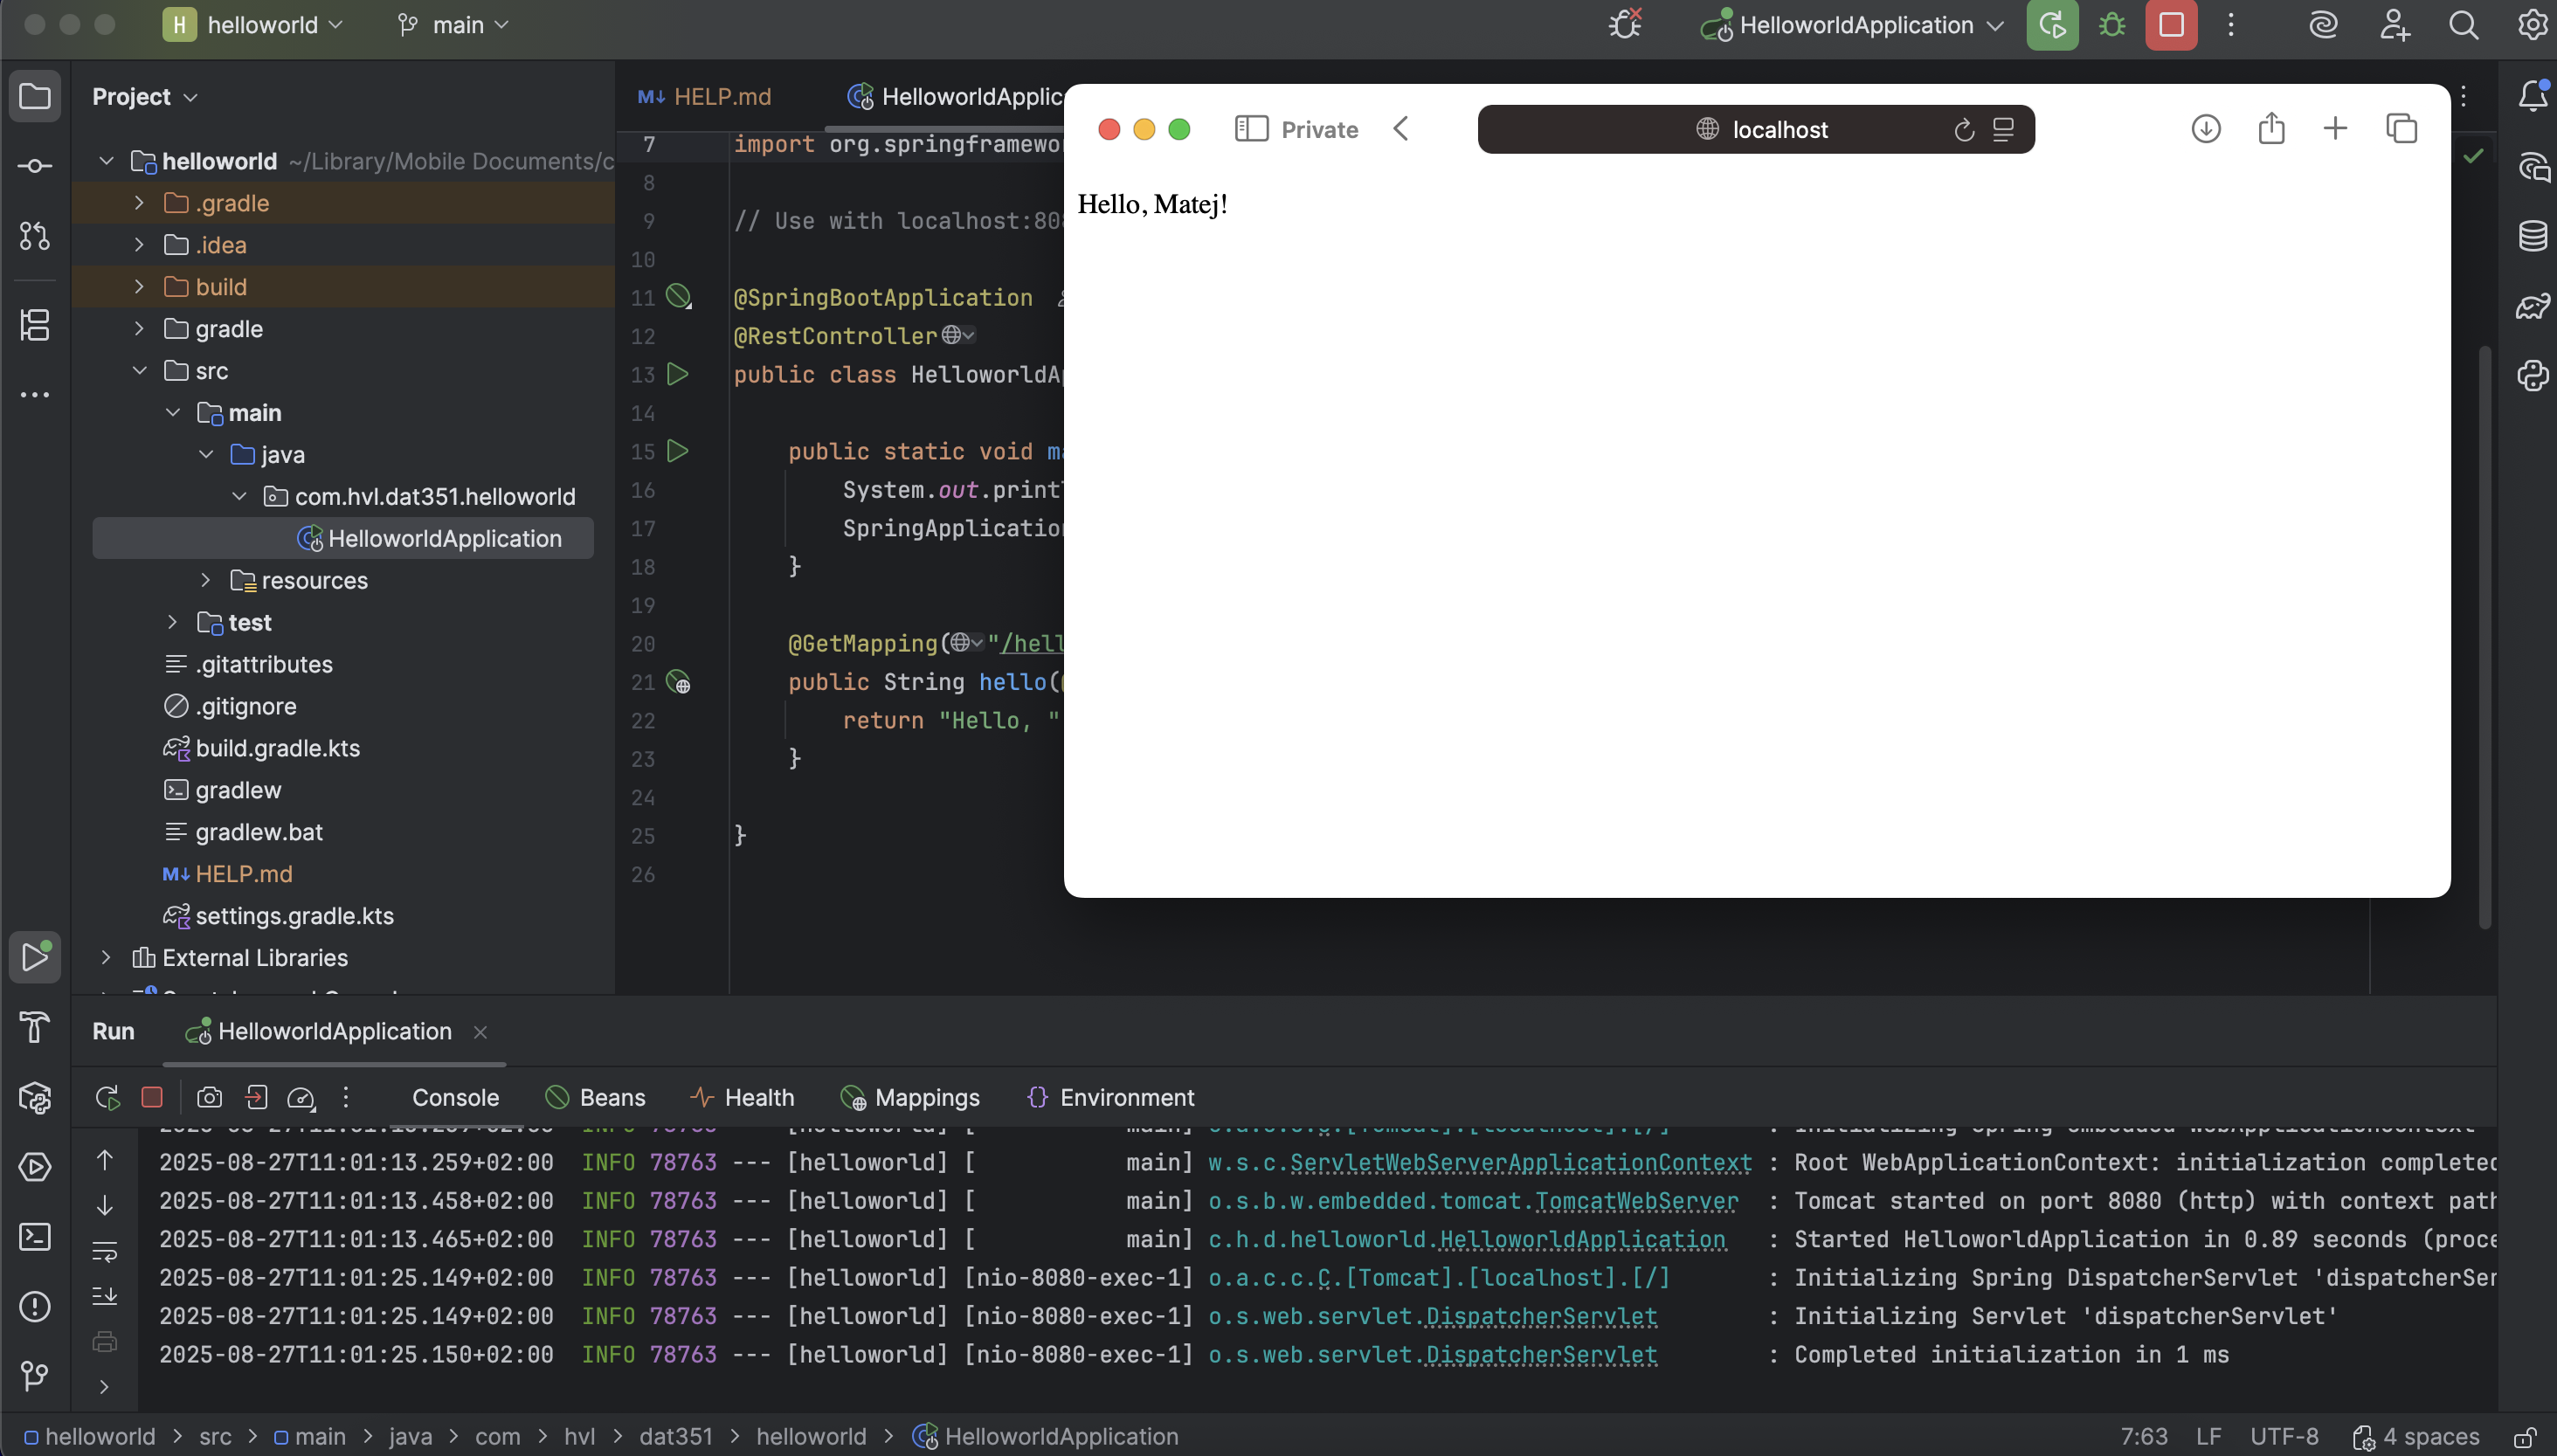 H helloworld main HelloworldApplication
Project
helloworld ~/Library/Mobile Documents/c
.gradle
.idea
build
gradle
src
main
java
com.hvl.dat351.helloworld
HelloworldApplication
resources
test
.gitattributes
.gitignore
build.gradle.kts
gradlew
gradlew.bat
M↓ HELP.md
settings.gradle.kts
External Libraries
M↓ HELP.md HelloworldApplic
7 import org.springframewor
8
9 // Use with localhost:808
10
11 @SpringBootApplication
12 @RestController
13 public class HelloworldAp
14
15 public static void ma
16 System.out.printl
17 SpringApplication
18 }
19
20 @GetMapping("/hell
21 public String hello(
22 return "Hello, "
23 }
24
25 }
26
Private localhost
Hello, Matej!
Run HelloworldApplication
Console Beans Health Mappings Environment
2025-08-27T11:01:13.259+02:00 INFO 78763 --- [helloworld] [ main] w.s.c.ServletWebServerApplicationContext : Root WebApplicationContext: initialization completed
2025-08-27T11:01:13.458+02:00 INFO 78763 --- [helloworld] [ main] o.s.b.w.embedded.tomcat.TomcatWebServer : Tomcat started on port 8080 (http) with context path
2025-08-27T11:01:13.465+02:00 INFO 78763 --- [helloworld] [ main] c.h.d.helloworld.HelloworldApplication : Started HelloworldApplication in 0.89 seconds (proce
2025-08-27T11:01:25.149+02:00 INFO 78763 --- [helloworld] [nio-8080-exec-1] o.a.c.c.C.[Tomcat].[localhost].[/] : Initializing Spring DispatcherServlet 'dispatcherSer
2025-08-27T11:01:25.149+02:00 INFO 78763 --- [helloworld] [nio-8080-exec-1] o.s.web.servlet.DispatcherServlet : Initializing Servlet 'dispatcherServlet'
2025-08-27T11:01:25.150+02:00 INFO 78763 --- [helloworld] [nio-8080-exec-1] o.s.web.servlet.DispatcherServlet : Completed initialization in 1 ms
helloworld > src > main > java > com > hvl > dat351 > helloworld > HelloworldApplication 7:63 LF UTF-8 4 spaces